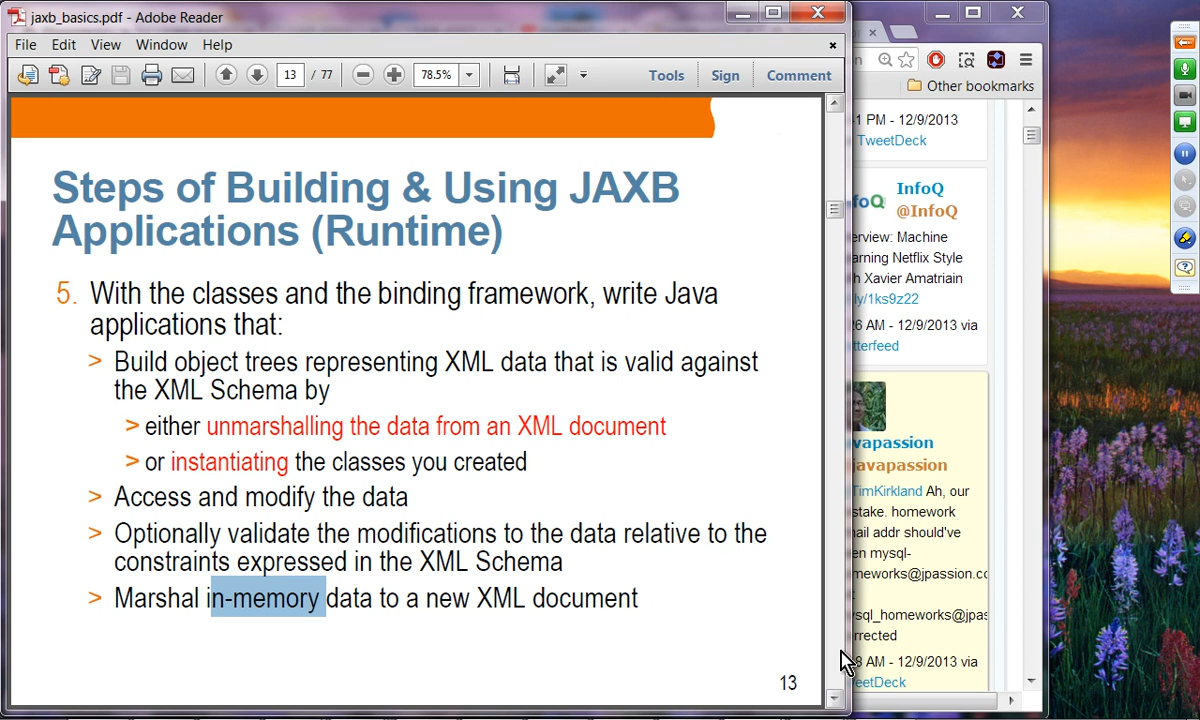 jaxb_basics.pdf - Adobe Reader
File Edit View Window Help
13 / 77 78.5% Tools Sign Comment
Steps of Building & Using JAXB
Applications (Runtime)
5. With the classes and the binding framework, write Java
applications that:
> Build object trees representing XML data that is valid against
the XML Schema by
> either unmarshalling the data from an XML document
> or instantiating the classes you created
> Access and modify the data
> Optionally validate the modifications to the data relative to the
constraints expressed in the XML Schema
> Marshal in-memory data to a new XML document
13
Other bookmarks
1 PM - 12/9/2013
TweetDeck
InfoQ
@InfoQ
erview: Machine
arning Netflix Style
h Xavier Amatriain
ly/1ks9z22
26 AM - 12/9/2013 via
tterfeed
vapassion
javapassion
TimKirkland Ah, our
stake. homework
ail addr should've
en mysql-
meworks@jpassion.cc
ysql_homeworks@jpas
rrected
8 AM - 12/9/2013 via
eetDeck